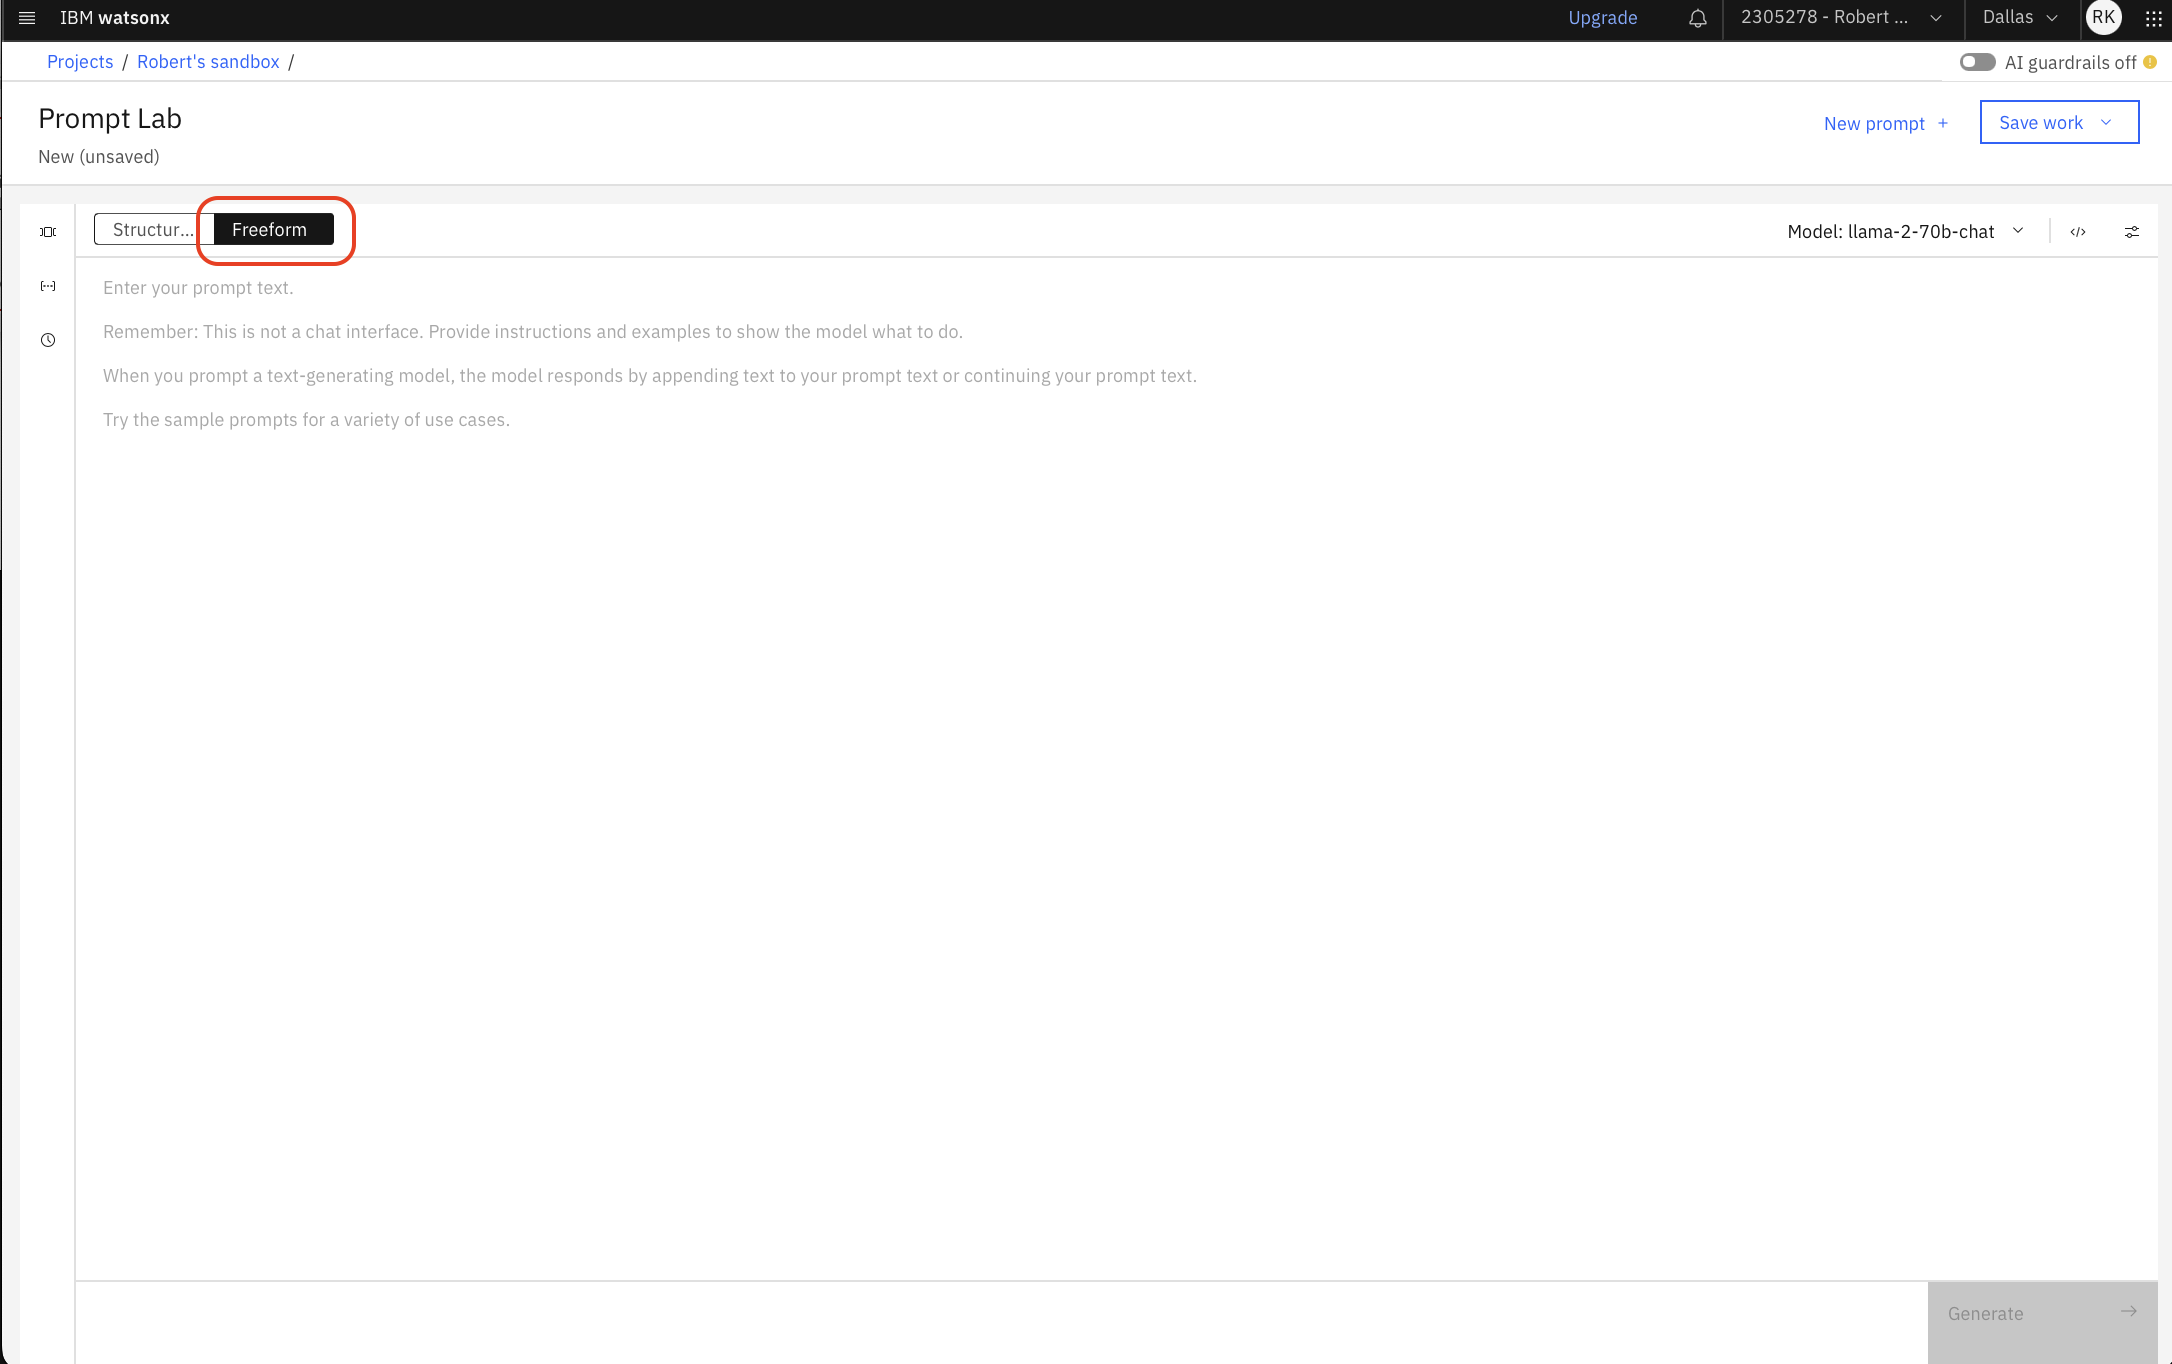 IBM watsonx
Upgrade
2305278 - Robert ...
Dallas
RK
Projects / Robert's sandbox /
AI guardrails off
Prompt Lab
New (unsaved)
New prompt +
Save work
Structur...
Freeform
Model: llama-2-70b-chat
</>
Enter your prompt text.
Remember: This is not a chat interface. Provide instructions and examples to show the model what to do.
When you prompt a text-generating model, the model responds by appending text to your prompt text or continuing your prompt text.
Try the sample prompts for a variety of use cases.
Generate